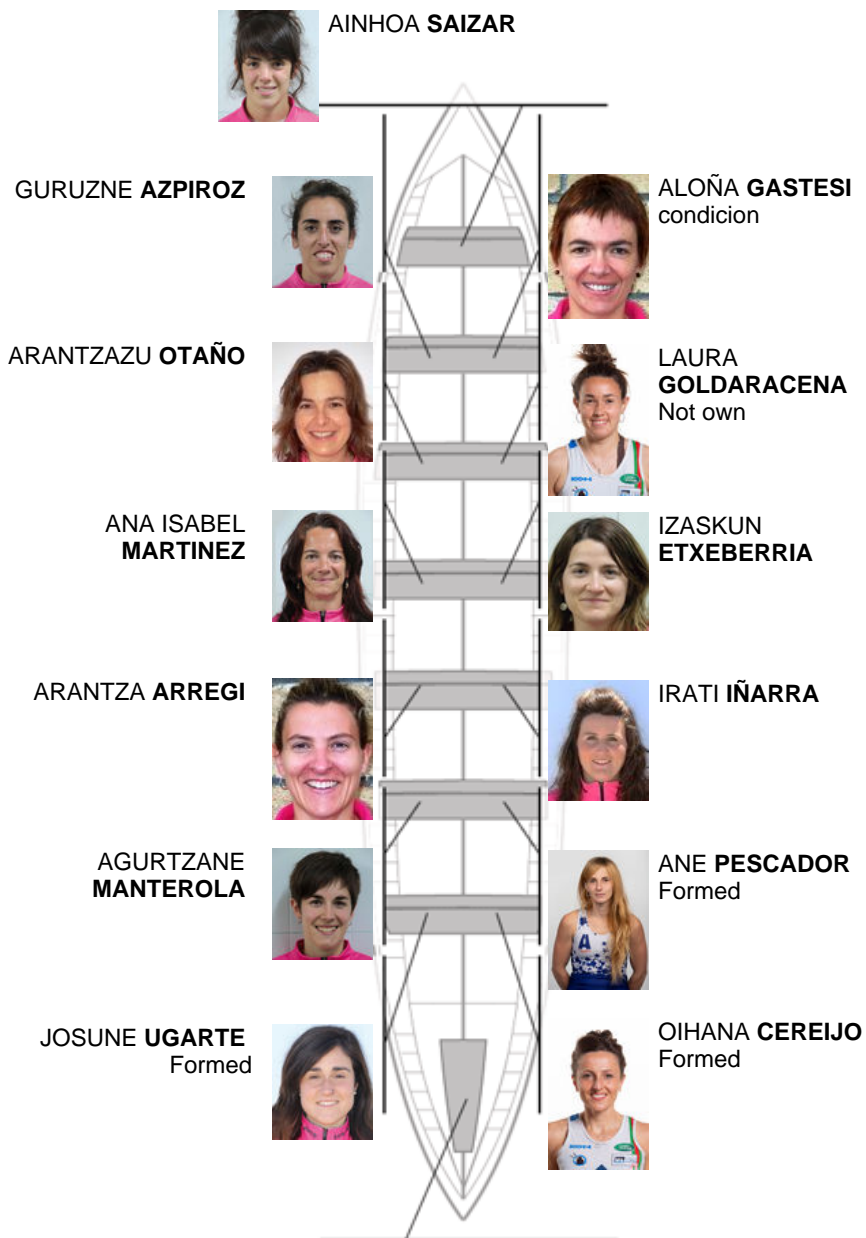 AINHOA SAIZAR
GURUZNE AZPIROZ
ALOÑA GASTESI
condicion
ARANTZAZU OTAÑO
LAURA
GOLDARACENA
Not own
ANA ISABEL
MARTINEZ
IZASKUN
ETXEBERRIA
ARANTZA ARREGI
IRATI IÑARRA
AGURTZANE
MANTEROLA
ANE PESCADOR
Formed
JOSUNE UGARTE
Formed
OIHANA CEREIJO
Formed